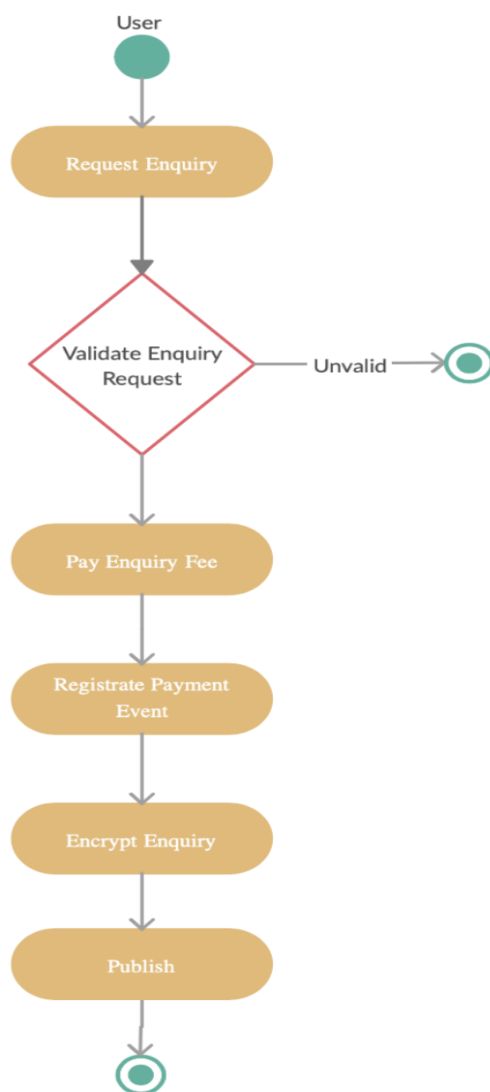 User
Request Enquiry
Validate Enquiry
Request
Unvalid
Pay Enquiry Fee
Registrate Payment
Event
Encrypt Enquiry
Publish